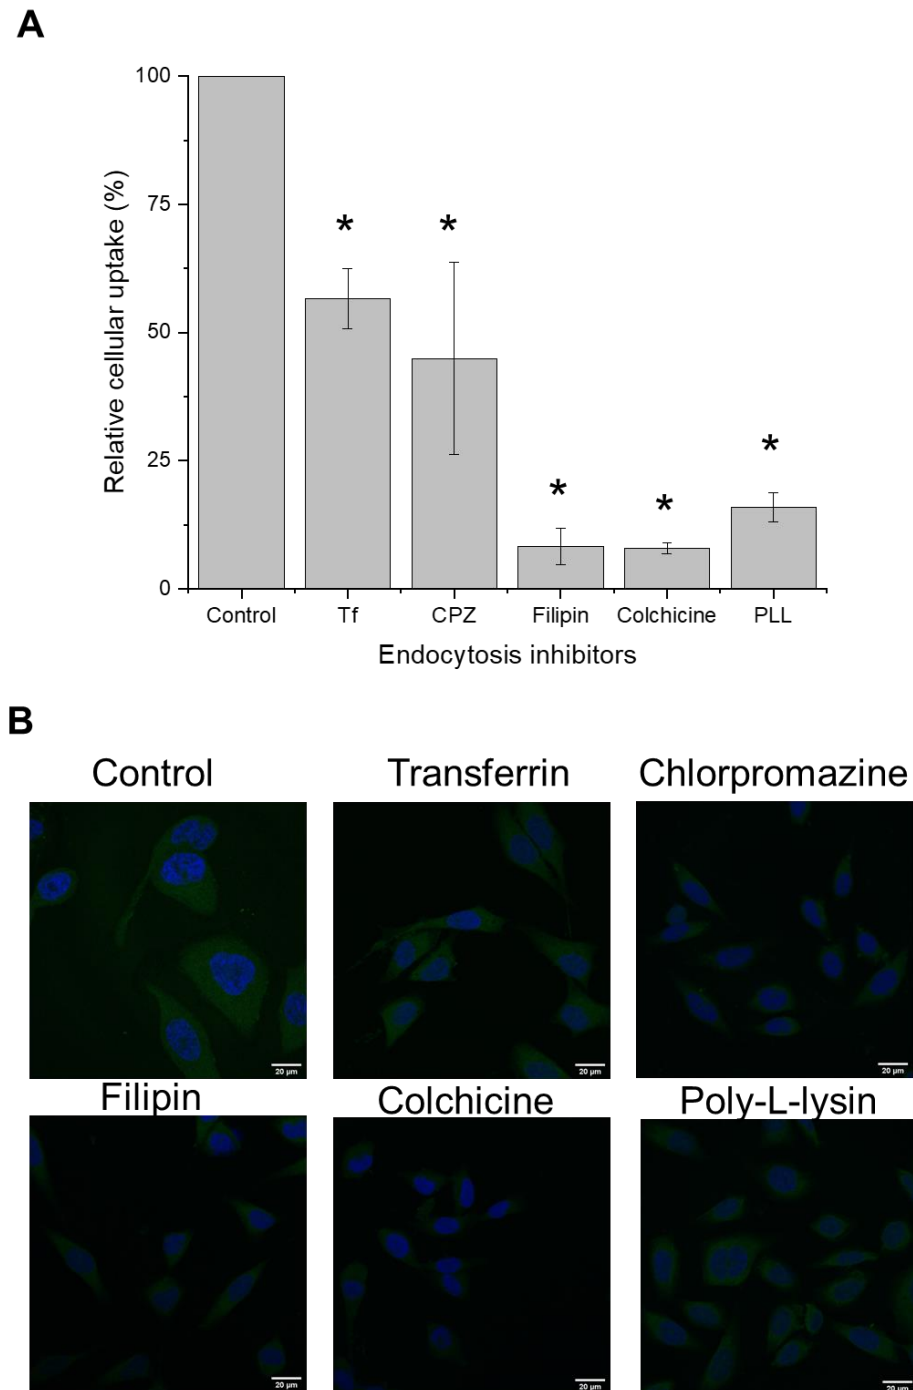 A
Relative cellular uptake (%)
100
75
50
25
0
*
*
*
*
*
Control Tf CPZ Filipin Colchicine PLL
Endocytosis inhibitors
B
Control Transferrin Chlorpromazine
20 µm 20 µm 20 µm
Filipin Colchicine Poly-L-lysin
20 µm 20 µm 20 µm